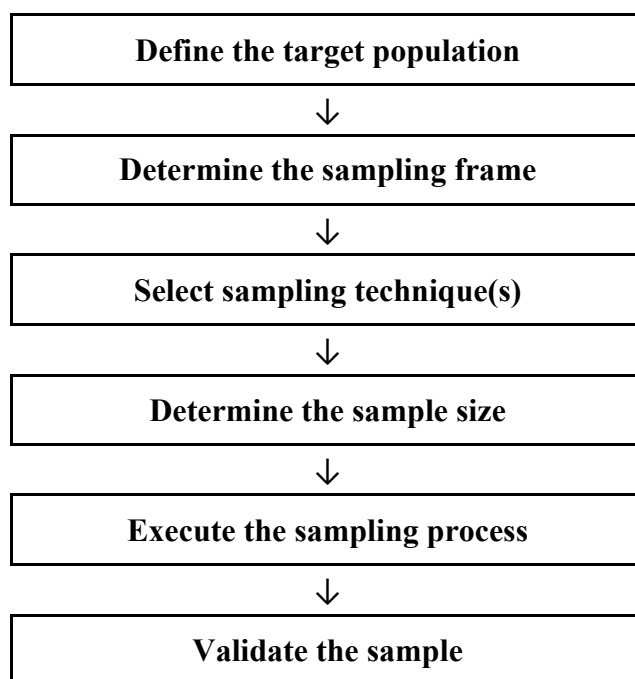 Define the target population
↓
Determine the sampling frame
↓
Select sampling technique(s)
↓
Determine the sample size
↓
Execute the sampling process
↓
Validate the sample